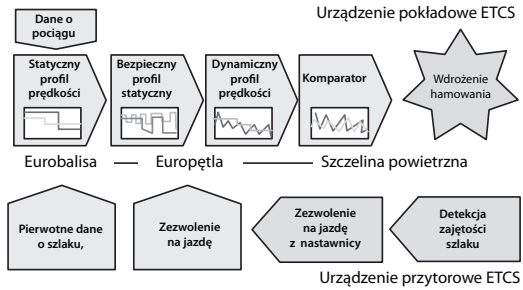 Dane o
pociągu
Urządzenie pokładowe ETCS
Statyczny
profil
prędkości
Bezpieczny
profil
statyczny
Dynamiczny
profil
prędkości
Komparator
Wdrożenie
hamowania
Eurobalisa — Europętla — Szczelina powietrzna
Pierwotne dane
o szlaku,
Zezwolenie
na jazdę
Zezwolenie
na jazdę
z nastawnicy
Detekcja
zajętości
szlaku
Urządzenie przytorowe ETCS